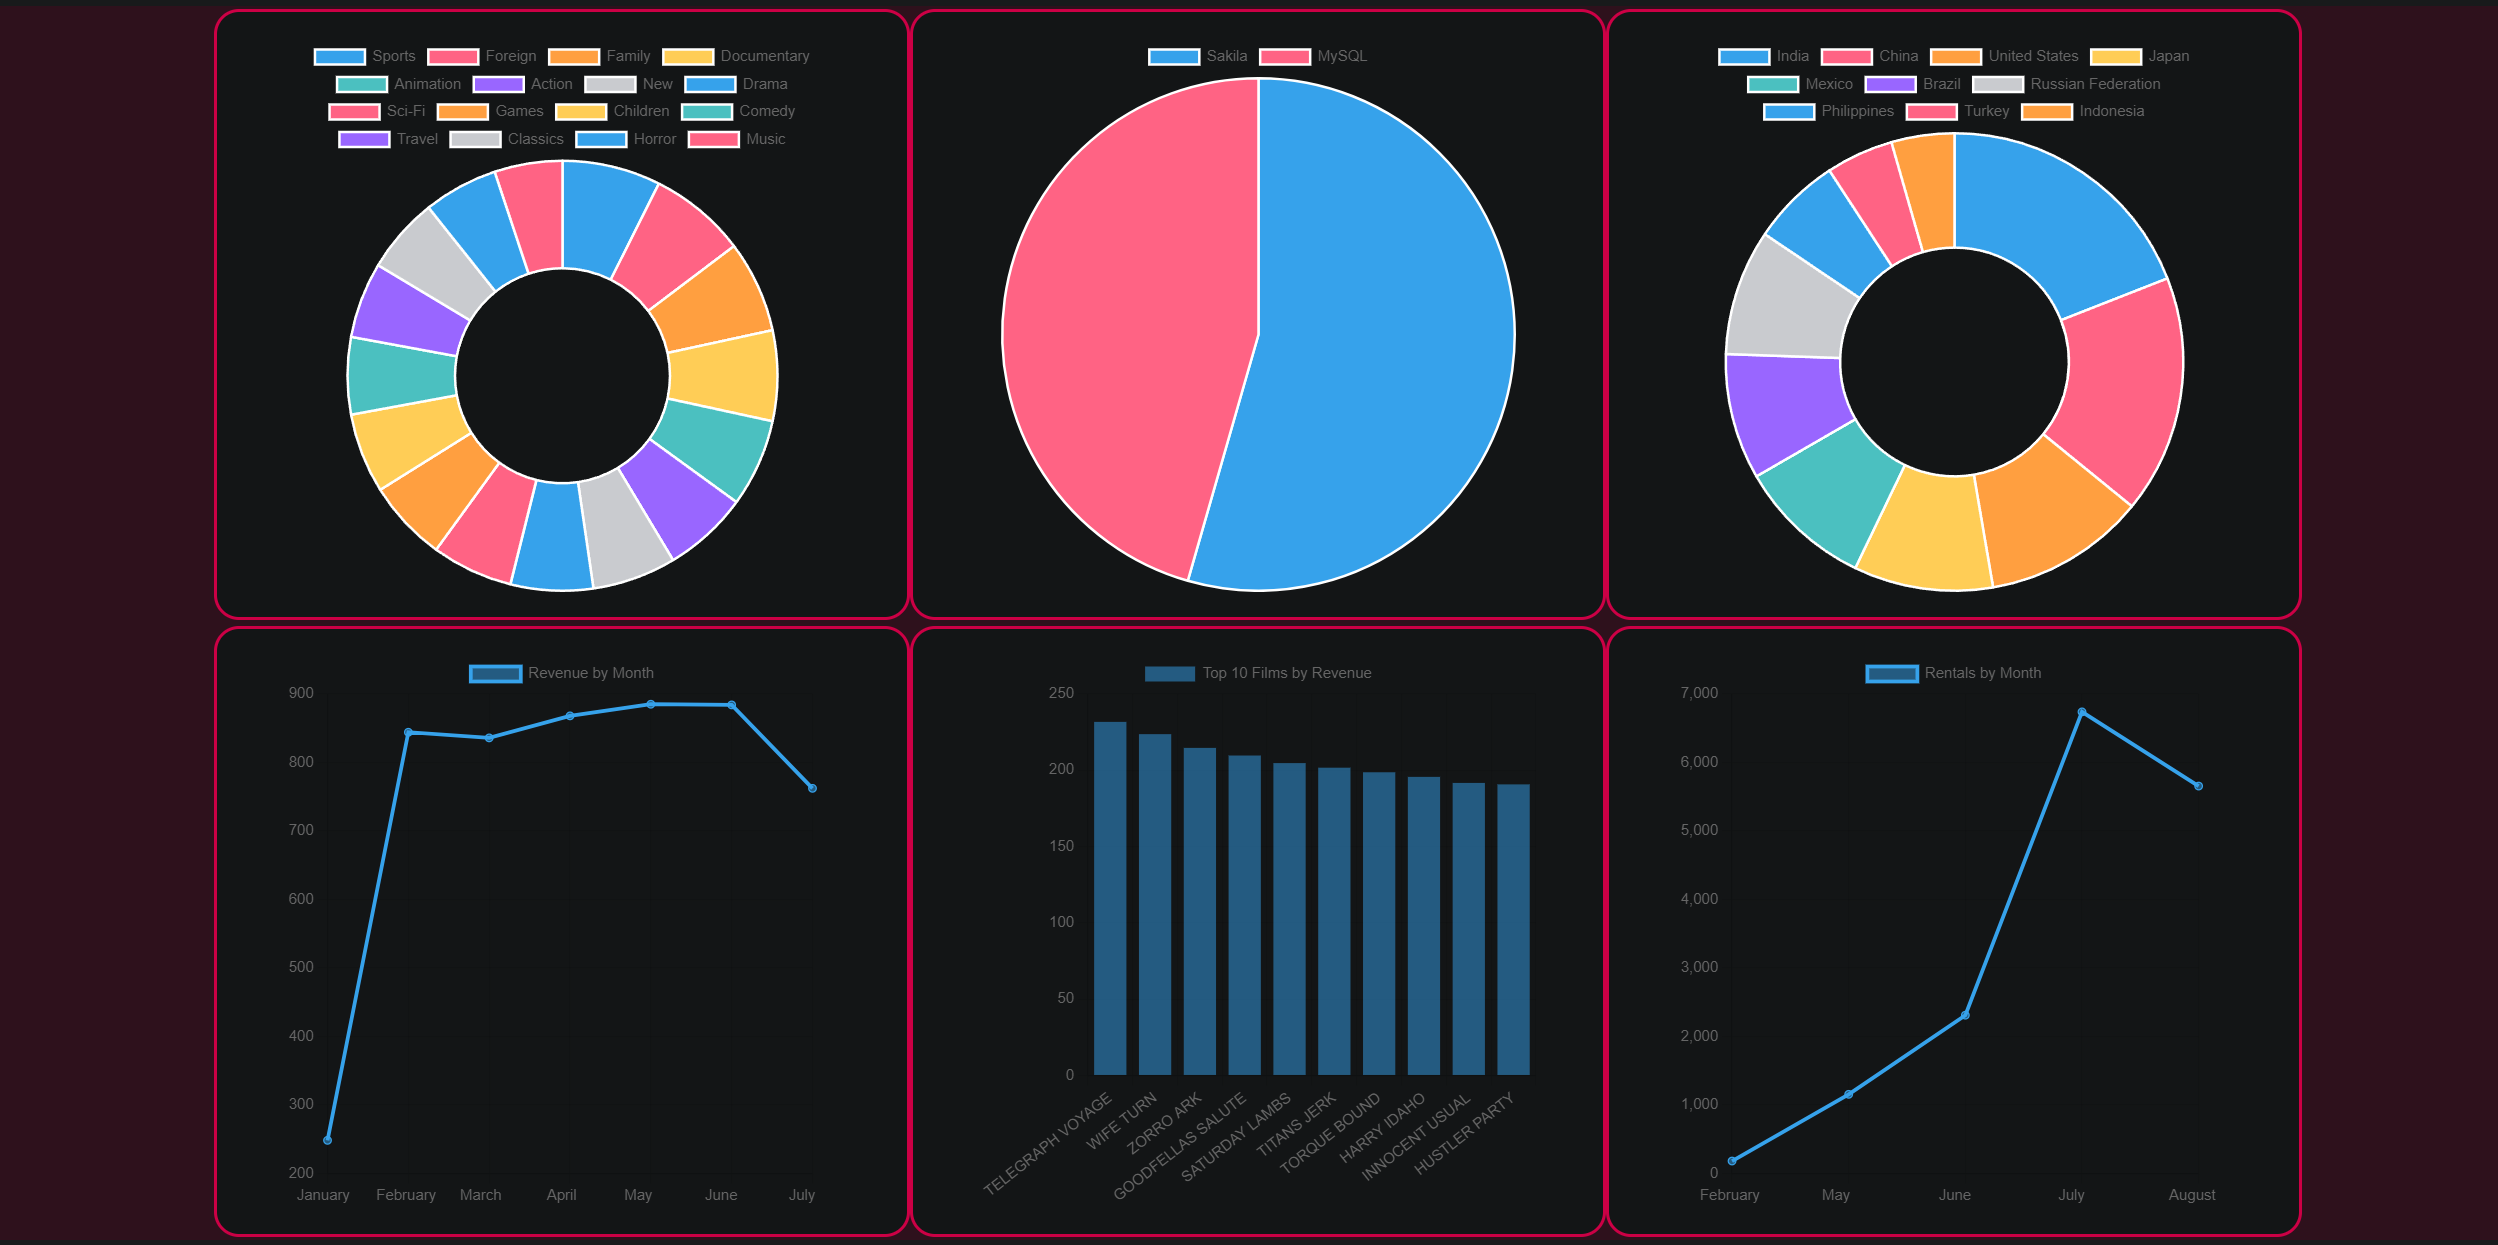 Sports Foreign Family Documentary
Animation Action New Drama
Sci-Fi Games Children Comedy
Travel Classics Horror Music
Sakila MySQL
India China United States Japan
Mexico Brazil Russian Federation
Philippines Turkey Indonesia
Revenue by Month
900
800
700
600
500
400
300
200
January February March April May June July
Top 10 Films by Revenue
250
200
150
100
50
0
TELEGRAPH VOYAGE
WIFE TURN
ZORRO ARK
GOODFELLAS SALUTE
SATURDAY LAMBS
TITANS JERK
TORQUE BOUND
HARRY IDAHO
INNOCENT USUAL
HUSTLER PARTY
Rentals by Month
7,000
6,000
5,000
4,000
3,000
2,000
1,000
0
February May June July August